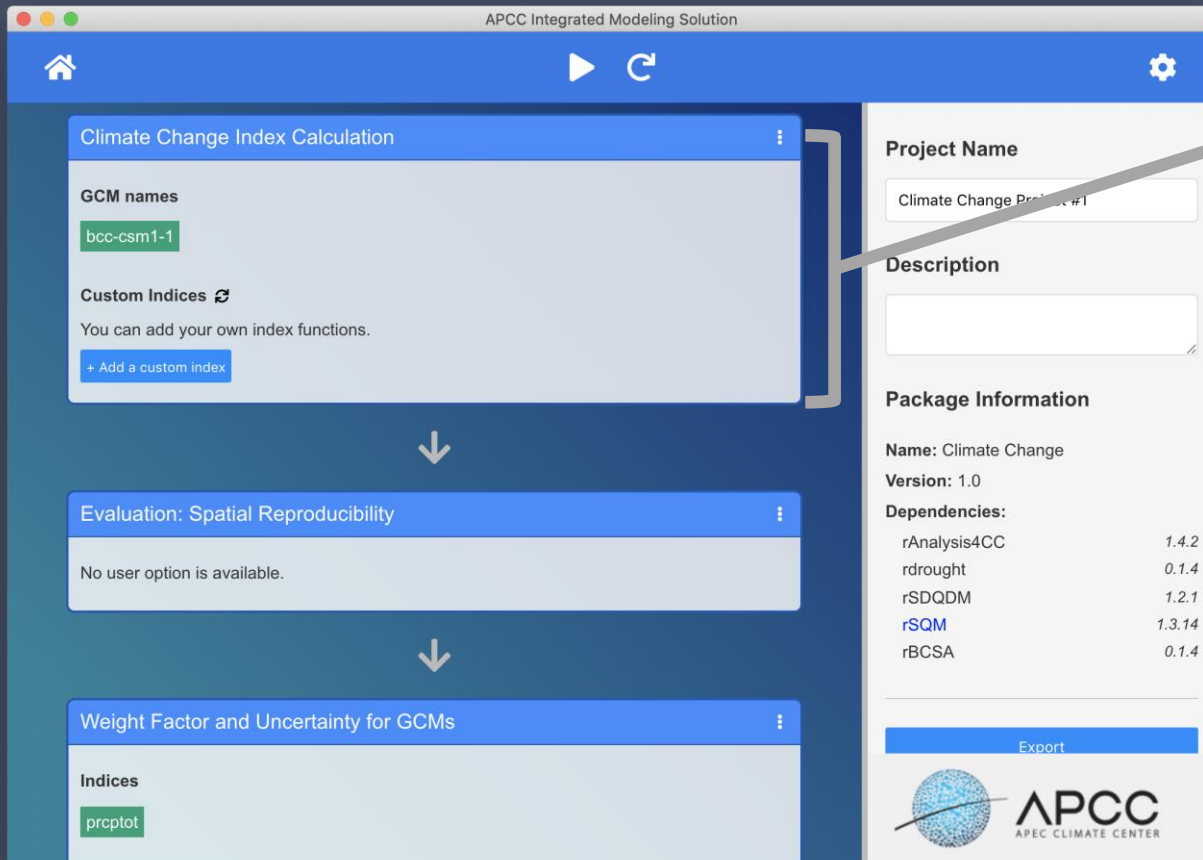 APCC Integrated Modeling Solution
Climate Change Index Calculation
GCM names
bcc-csm1-1
Custom Indices
You can add your own index functions.
+ Add a custom index
Evaluation: Spatial Reproducibility
No user option is available.
Weight Factor and Uncertainty for GCMs
Indices
prcptot
Project Name
Climate Change #1
Description
Package Information
Name: Climate Change
Version: 1.0
Dependencies:
rAnalysis4CC 1.4.2
rdrought 0.1.4
rSDQDM 1.2.1
rSQM 1.3.14
rBCSA 0.1.4
Export
APCC
APEC CLIMATE CENTER